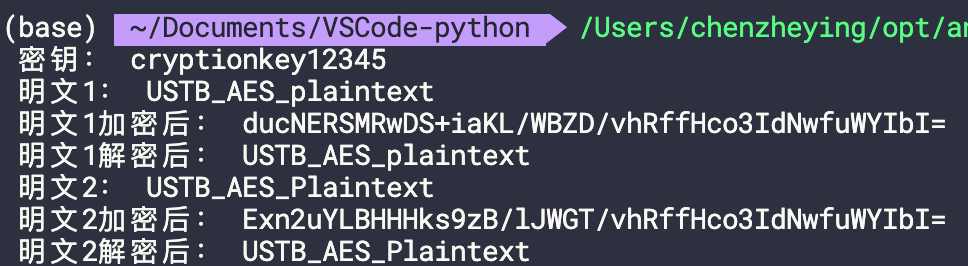 (base) ~/Documents/VSCode-python /Users/chenzheying/opt/an
密钥： cryptionkey12345
明文1： USTB_AES_plaintext
明文1加密后： ducNERSMRwDS+iaKL/WBZD/vhRffHco3IdNwfuWYIbI=
明文1解密后： USTB_AES_plaintext
明文2： USTB_AES_Plaintext
明文2加密后： Exn2uYLBHHHks9zB/lJWGT/vhRffHco3IdNwfuWYIbI=
明文2解密后： USTB_AES_Plaintext